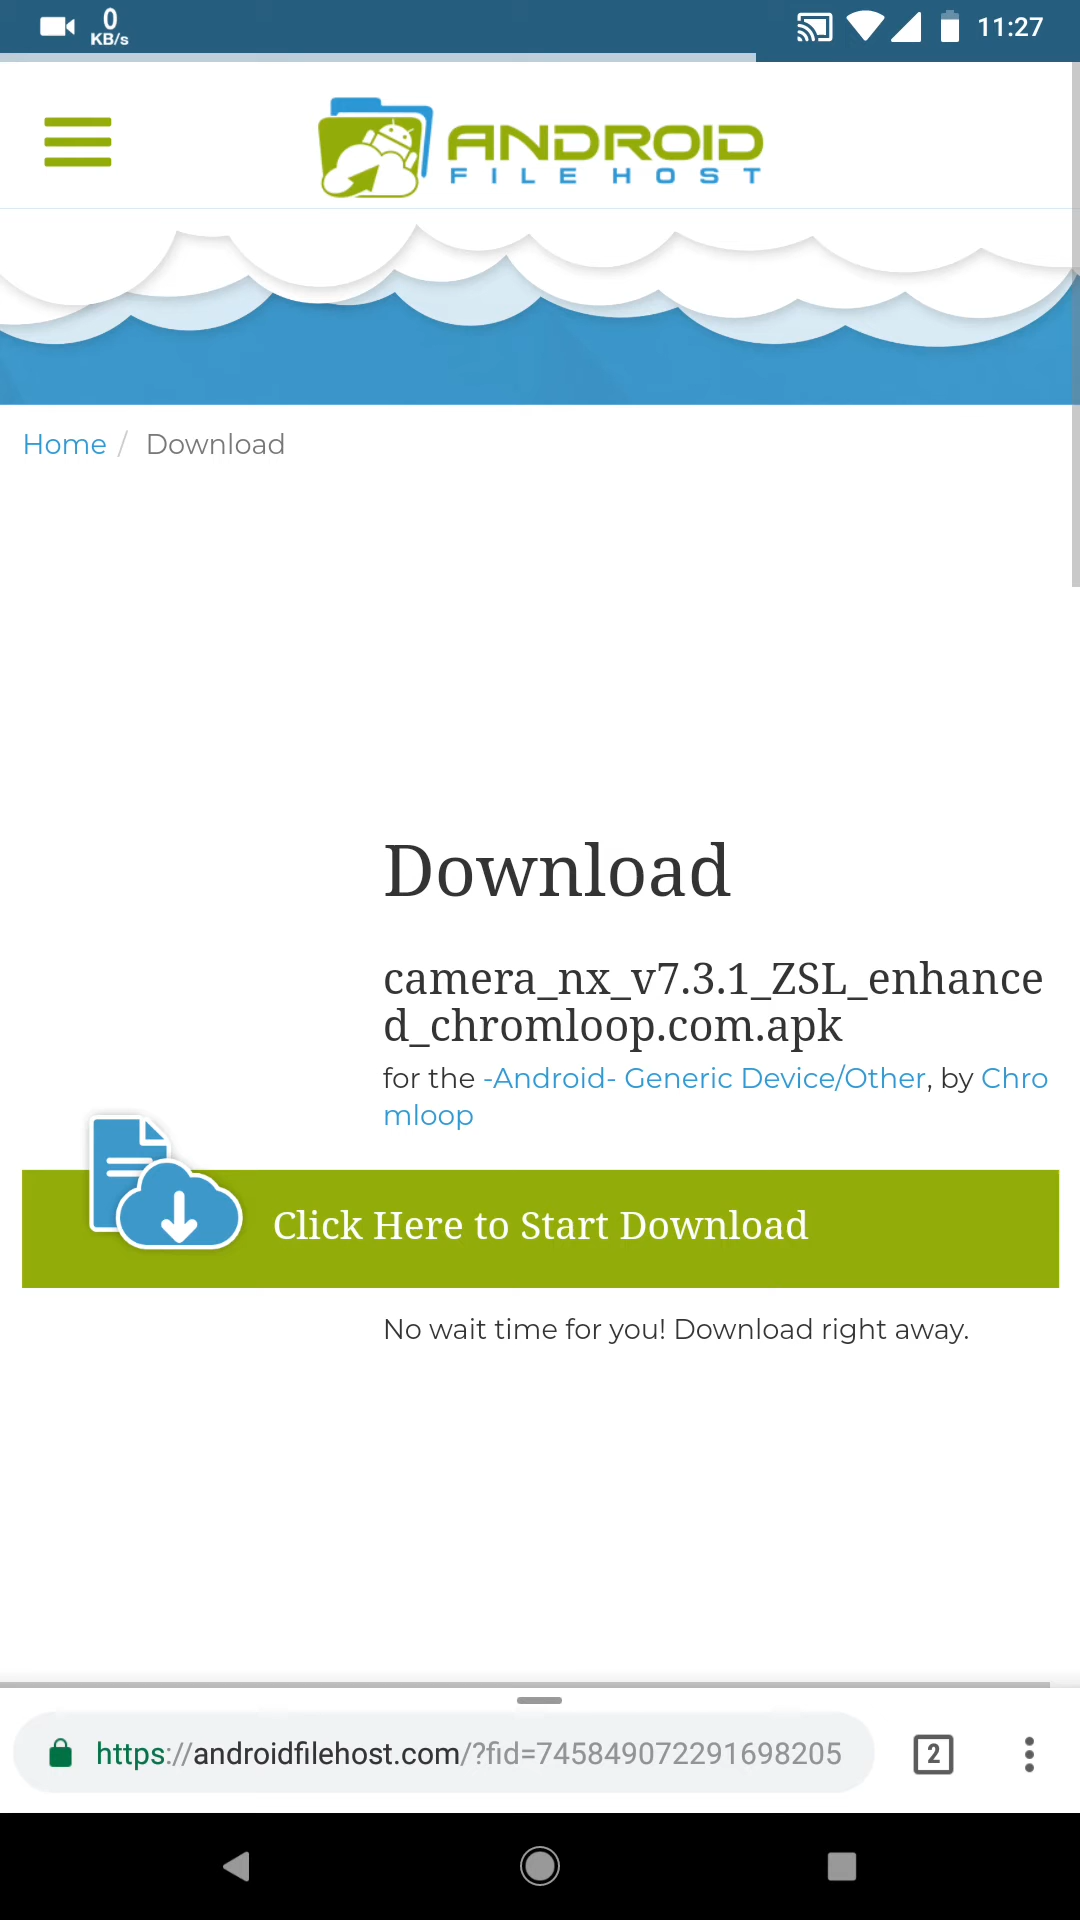 0
KB/s
11:27
ANDROID
FILE HOST
Home / Download
Download
camera_nx_v7.3.1_ZSL_enhance
d_chromloop.com.apk
for the -Android- Generic Device/Other, by Chro
mloop
Click Here to Start Download
No wait time for you! Download right away.
https://androidfilehost.com/?fid=745849072291698205
2